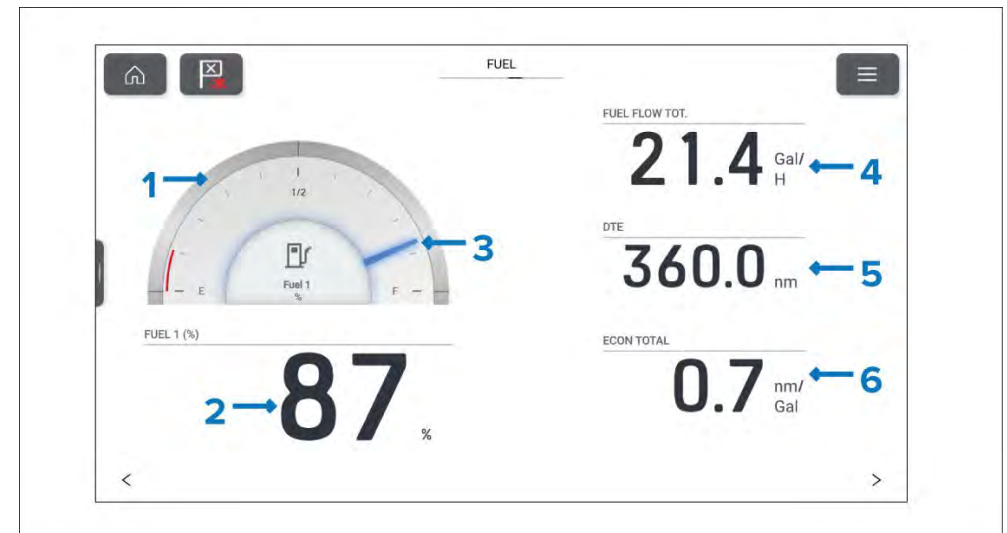 FUEL
FUEL FLOW TOT.
1
21.4 Gal/
H
4
1/2
DTE
3
360.0 nm
5
Fuel 1
%
E
F
FUEL 1 (%)
ECON TOTAL
2
87 %
0.7 nm/
Gal
6